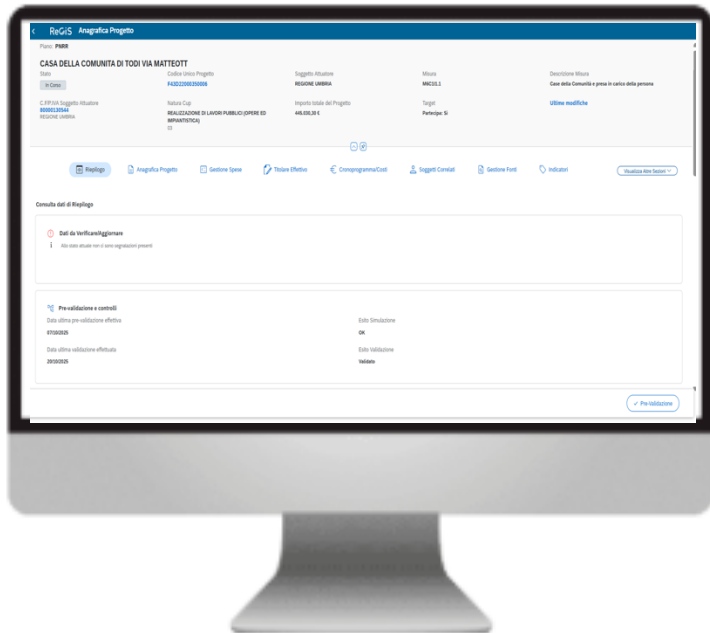 ReGiS Anagrafica Progetto
Piano: PNRR
CASA DELLA COMUNITA DI TODI VIA MATTEOTT
Stato
In Corso
Codice Unico Progetto
Soggetto Attuatore
REGIONE UMBRIA
Misura
M6C1I1.1
Descrizione Misura
Case della Comunità e presa in carico della persona
C.F/P.IVA Soggetto Attuatore
REGIONE UMBRIA
Natura Cup
REALIZZAZIONE DI LAVORI PUBBLICI (OPERE ED IMPIANTISTICA)
03
Importo totale del Progetto
Target
Partecipa: Si
Ultime modifiche
Riepilogo
Anagrafica Progetto
Gestione Spese
Titolare Effettivo
Cronoprogramma/Costi
Soggetti Correlati
Gestione Fonti
Indicatori
Visualizza Altre Sezioni
Consulta dati di Riepilogo
Dati da Verificare/Aggiornare
Allo stato attuale non ci sono segnalazioni presenti
Pre-validazione e controlli
Data ultima pre-validazione effettiva
07/10/2025
Esito Simulazione
OK
Data ultima validazione effettuata
20/10/2025
Esito Validazione
Validato
Pre-Validazione